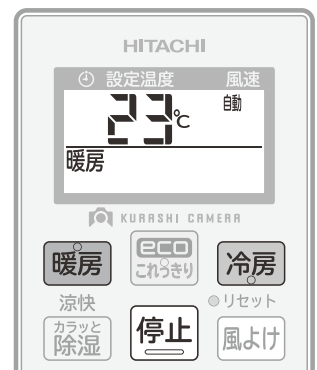 HITACHI
設定温度 風速
23℃ 自動
暖房
KURASHI CAMERA
暖房 eco これっきり 冷房
涼快 リセット
カラッと除湿 停止 風よけ